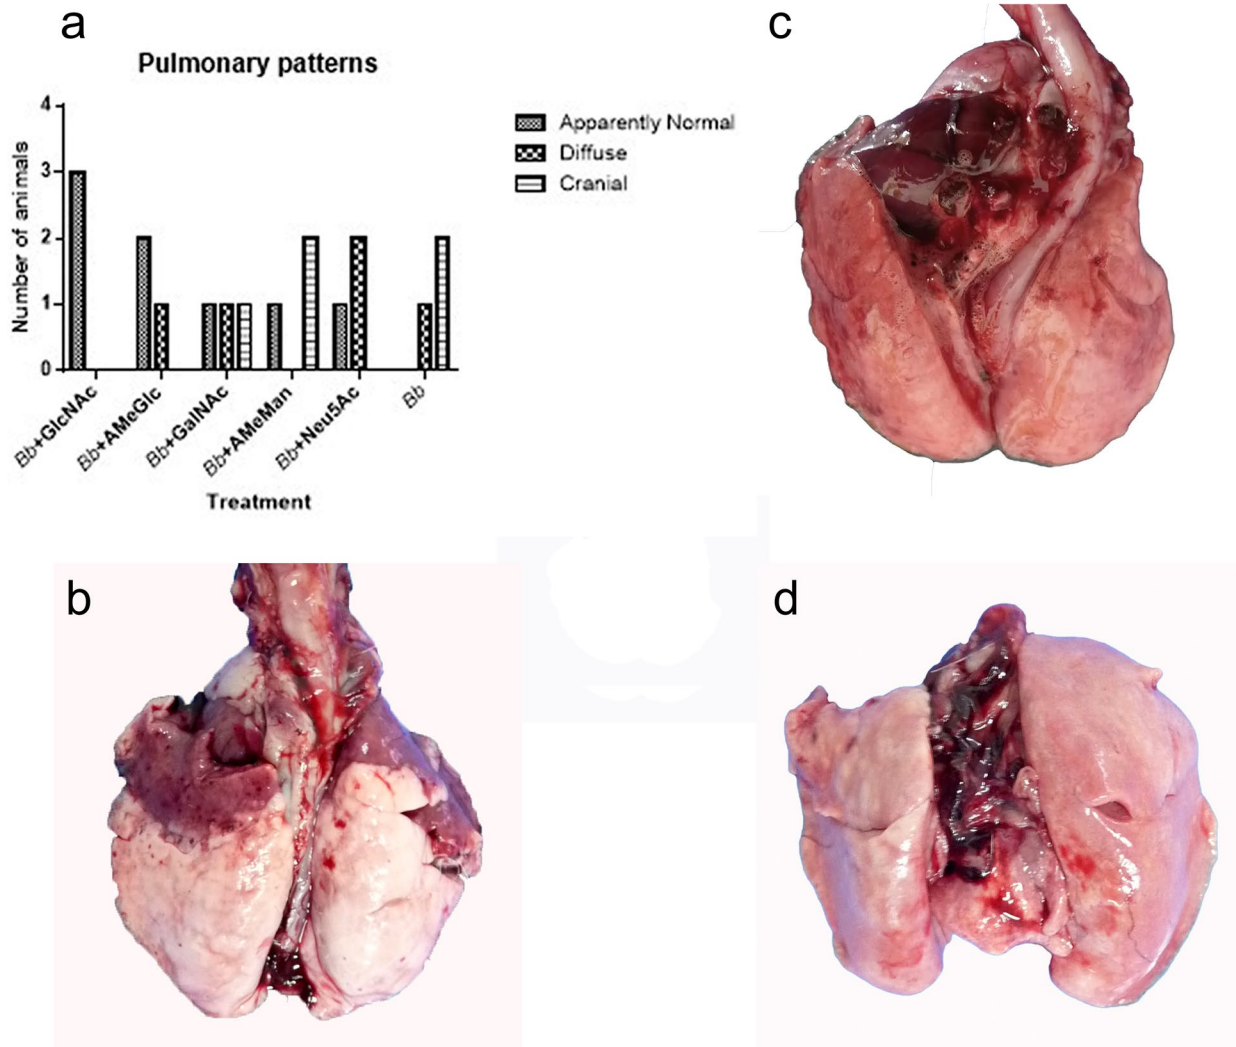 a
Pulmonary patterns
4
3
2
1
0
Number of animals
Apparently Normal
Diffuse
Cranial
Bb+GlcNAc
Bb+AMeGlc
Bb+GalNAc
Bb+AMeMan
Bb+Neu5Ac
Bb
Treatment
c
b
d